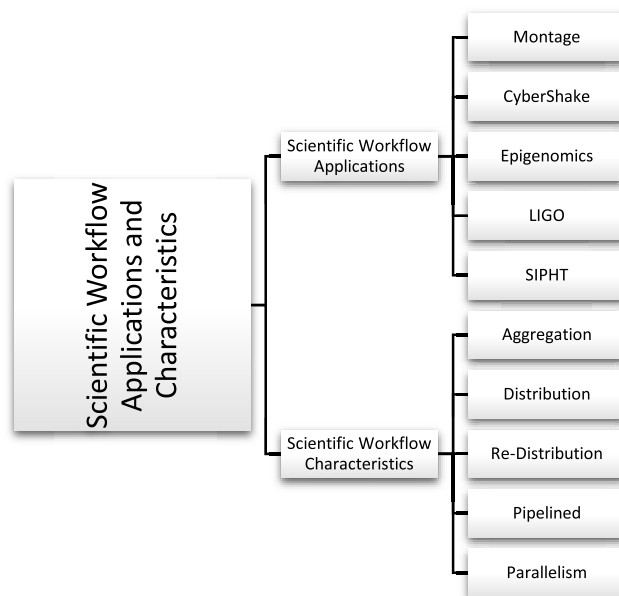 Scientific Workflow
Applications and
Characteristics
Scientific Workflow
Applications
Montage
CyberShake
Epigenomics
LIGO
SIPHT
Scientific Workflow
Characteristics
Aggregation
Distribution
Re-Distribution
Pipelined
Parallelism